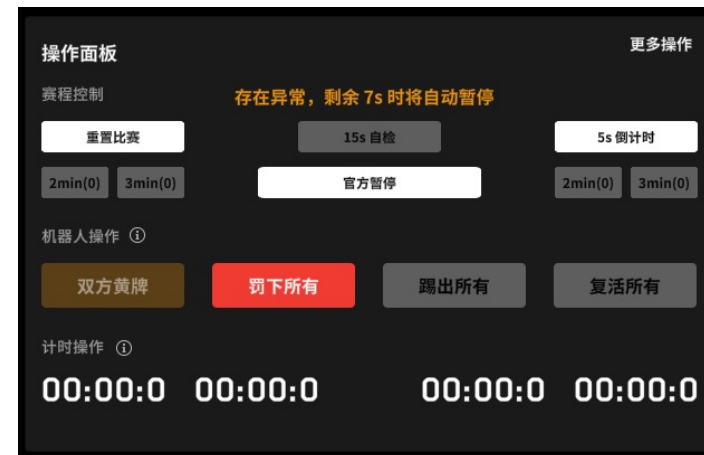 操作面板 更多操作
赛程控制 存在异常，剩余 7s 时将自动暂停
重置比赛 15s 自检 5s 倒计时
2min(0) 3min(0) 官方暂停 2min(0) 3min(0)
机器人操作
双方黄牌 罚下所有 踢出所有 复活所有
计时操作
00:00:0 00:00:0 00:00:0 00:00:0